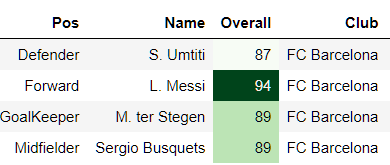 Pos Name Overall Club
Defender S. Umtiti 87 FC Barcelona
Forward L. Messi 94 FC Barcelona
GoalKeeper M. ter Stegen 89 FC Barcelona
Midfielder Sergio Busquets 89 FC Barcelona